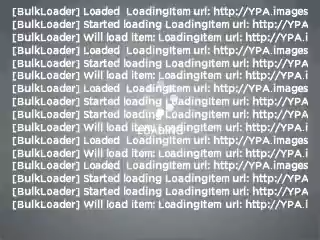 [BulkLoader] Loaded  LoadingItem url: http://YPA.images
[BulkLoader] Started loading LoadingItem url: http://YPA
[BulkLoader] Will load item: LoadingItem url: http://YPA.i
[BulkLoader] Loaded  LoadingItem url: http://YPA.images
[BulkLoader] Started loading LoadingItem url: http://YPA
[BulkLoader] Will load item: LoadingItem url: http://YPA.i
[BulkLoader] Loaded  LoadingItem url: http://YPA.images
[BulkLoader] Started loading LoadingItem url: http://YPA
[BulkLoader] Started loading LoadingItem url: http://YPA
[BulkLoader] Will load item: LoadingItem url: http://YPA.i
LOADING
[BulkLoader] Loaded  LoadingItem url: http://YPA.images
[BulkLoader] Will load item: LoadingItem url: http://YPA.i
[BulkLoader] Loaded  LoadingItem url: http://YPA.images
[BulkLoader] Started loading LoadingItem url: http://YPA
[BulkLoader] Started loading LoadingItem url: http://YPA
[BulkLoader] Will load item: LoadingItem url: http://YPA.i